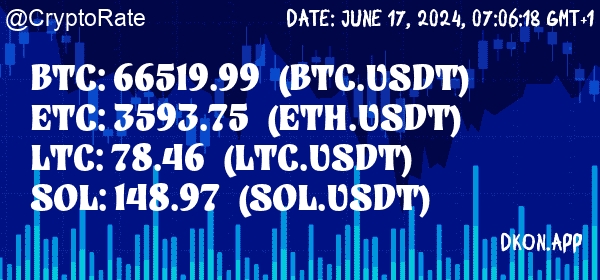 @CryptoRate
DATE: JUNE 17, 2024, 07:06:18 GMT+1
BTC: 66519.99 (BTC.USDT)
ETC: 3593.75 (ETH.USDT)
LTC: 78.46 (LTC.USDT)
SOL: 148.97 (SOL.USDT)
DKON.APP